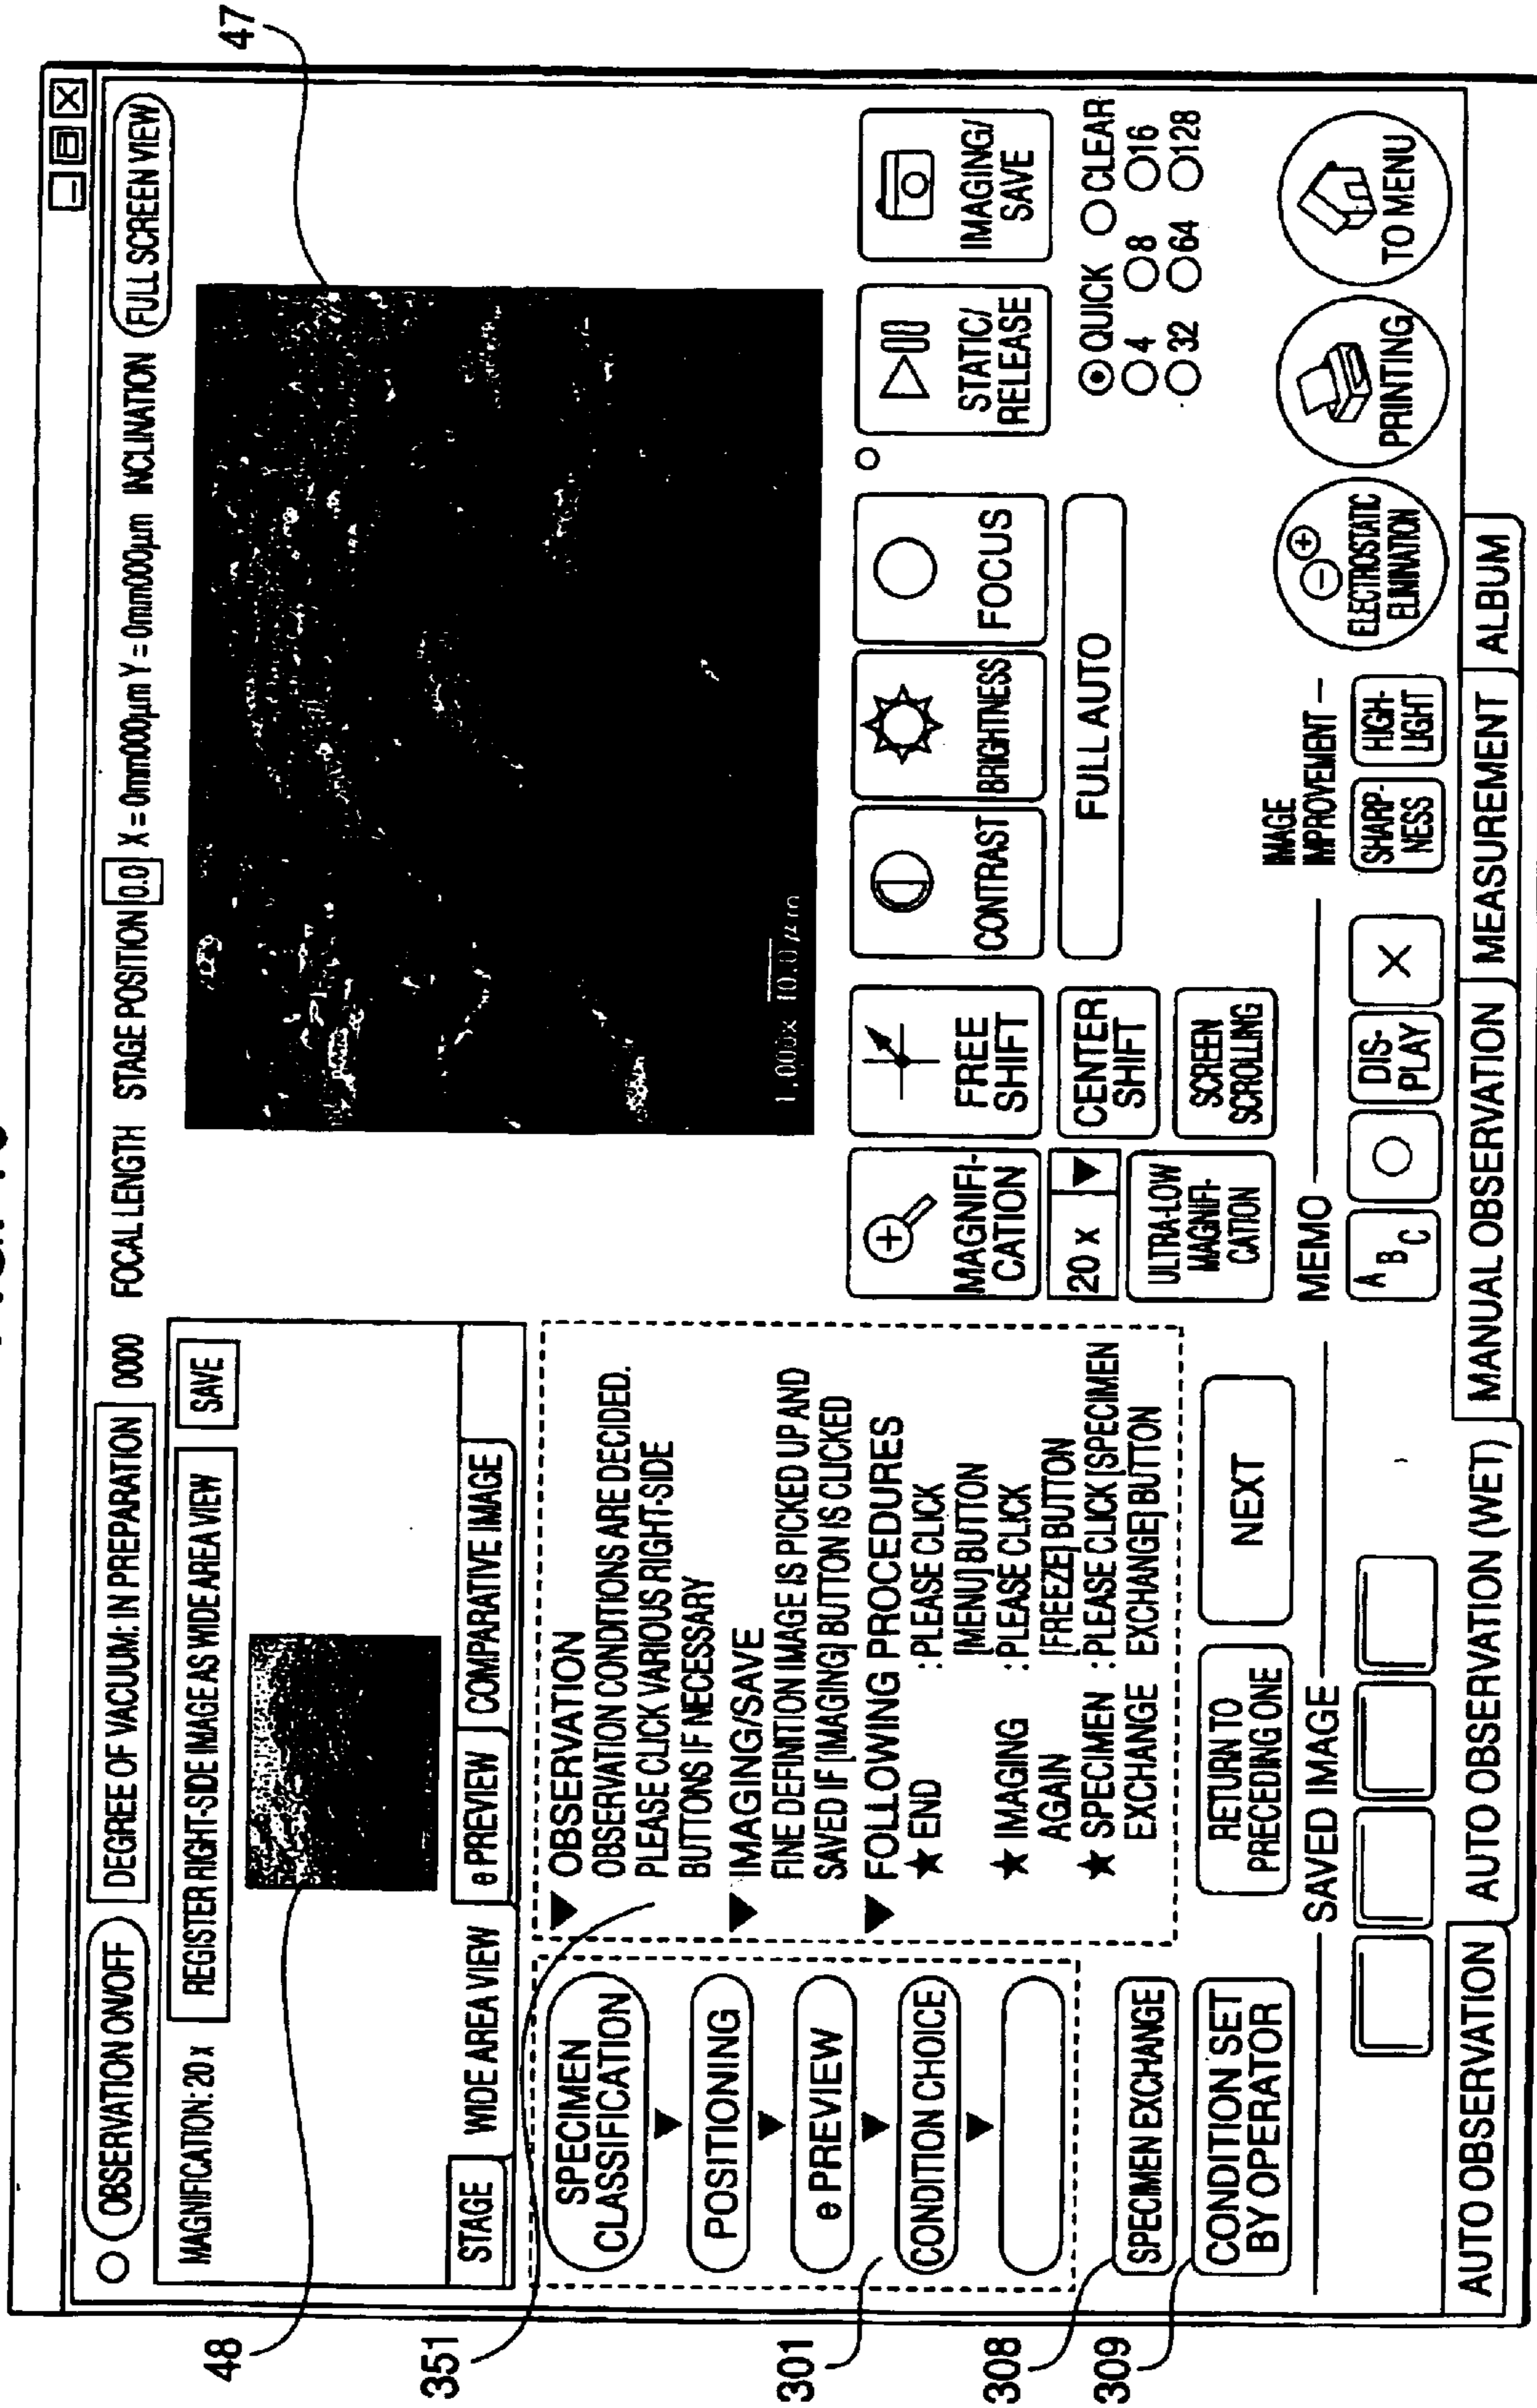 OBSERVATION ON/OFF DEGREE OF VACUUM: IN PREPARATION 0000 FOCAL LENGTH STAGE POSITION 0.0 X = 0mm000µm Y = 0mm000µm INCLINATION FULL SCREEN VIEW
47
MAGNIFICATION: 20 x REGISTER RIGHT-SIDE IMAGE AS WIDE AREA VIEW SAVE
48
STAGE WIDE AREA VIEW e PREVIEW COMPARATIVE IMAGE
1.000x 10.0 µm
351
SPECIMEN
CLASSIFICATION
POSITIONING
e PREVIEW
CONDITION CHOICE
301
SPECIMEN EXCHANGE
308
CONDITION SET
BY OPERATOR
309
▼ OBSERVATION
OBSERVATION CONDITIONS ARE DECIDED.
PLEASE CLICK VARIOUS RIGHT-SIDE
BUTTONS IF NECESSARY
▼ IMAGING/SAVE
FINE DEFINITION IMAGE IS PICKED UP AND
SAVED IF [IMAGING] BUTTON IS CLICKED
▼ FOLLOWING PROCEDURES
★ END : PLEASE CLICK
[MENU] BUTTON
★ IMAGING : PLEASE CLICK
AGAIN [FREEZE] BUTTON
★ SPECIMEN : PLEASE CLICK [SPECIMEN
EXCHANGE EXCHANGE] BUTTON
RETURN TO
PRECEDING ONE
NEXT
MAGNIFI-
CATION
20 x ▼
ULTRA-LOW
MAGNIFI-
CATION
FREE
SHIFT
CENTER
SHIFT
SCREEN
SCROLLING
CONTRAST
BRIGHTNESS
FOCUS
FULL AUTO
STATIC/
RELEASE
IMAGING/
SAVE
QUICK CLEAR
4 8 16
32 64 128
SAVED IMAGE
MEMO
A B C
DIS-
PLAY
IMAGE
IMPROVEMENT
SHARP-
NESS
HIGH-
LIGHT
ELECTROSTATIC
ELIMINATION
PRINTING
TO MENU
AUTO OBSERVATION AUTO OBSERVATION (WET) MANUAL OBSERVATION MEASUREMENT ALBUM